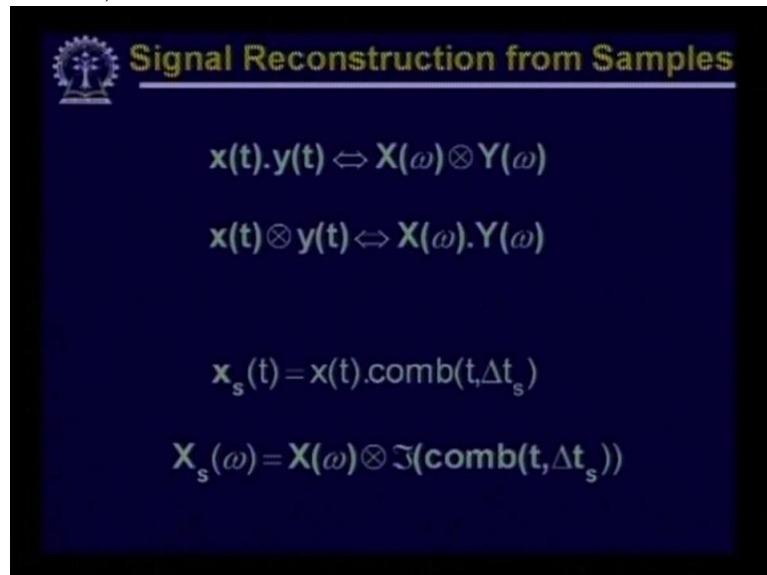 Signal Reconstruction from Samples
x(t).y(t) ⇔ X(ω) ⊗ Y(ω)
x(t) ⊗ y(t) ⇔ X(ω).Y(ω)
xₛ(t) = x(t).comb(t,Δtₛ)
Xₛ(ω) = X(ω) ⊗ ℑ(comb(t,Δtₛ))